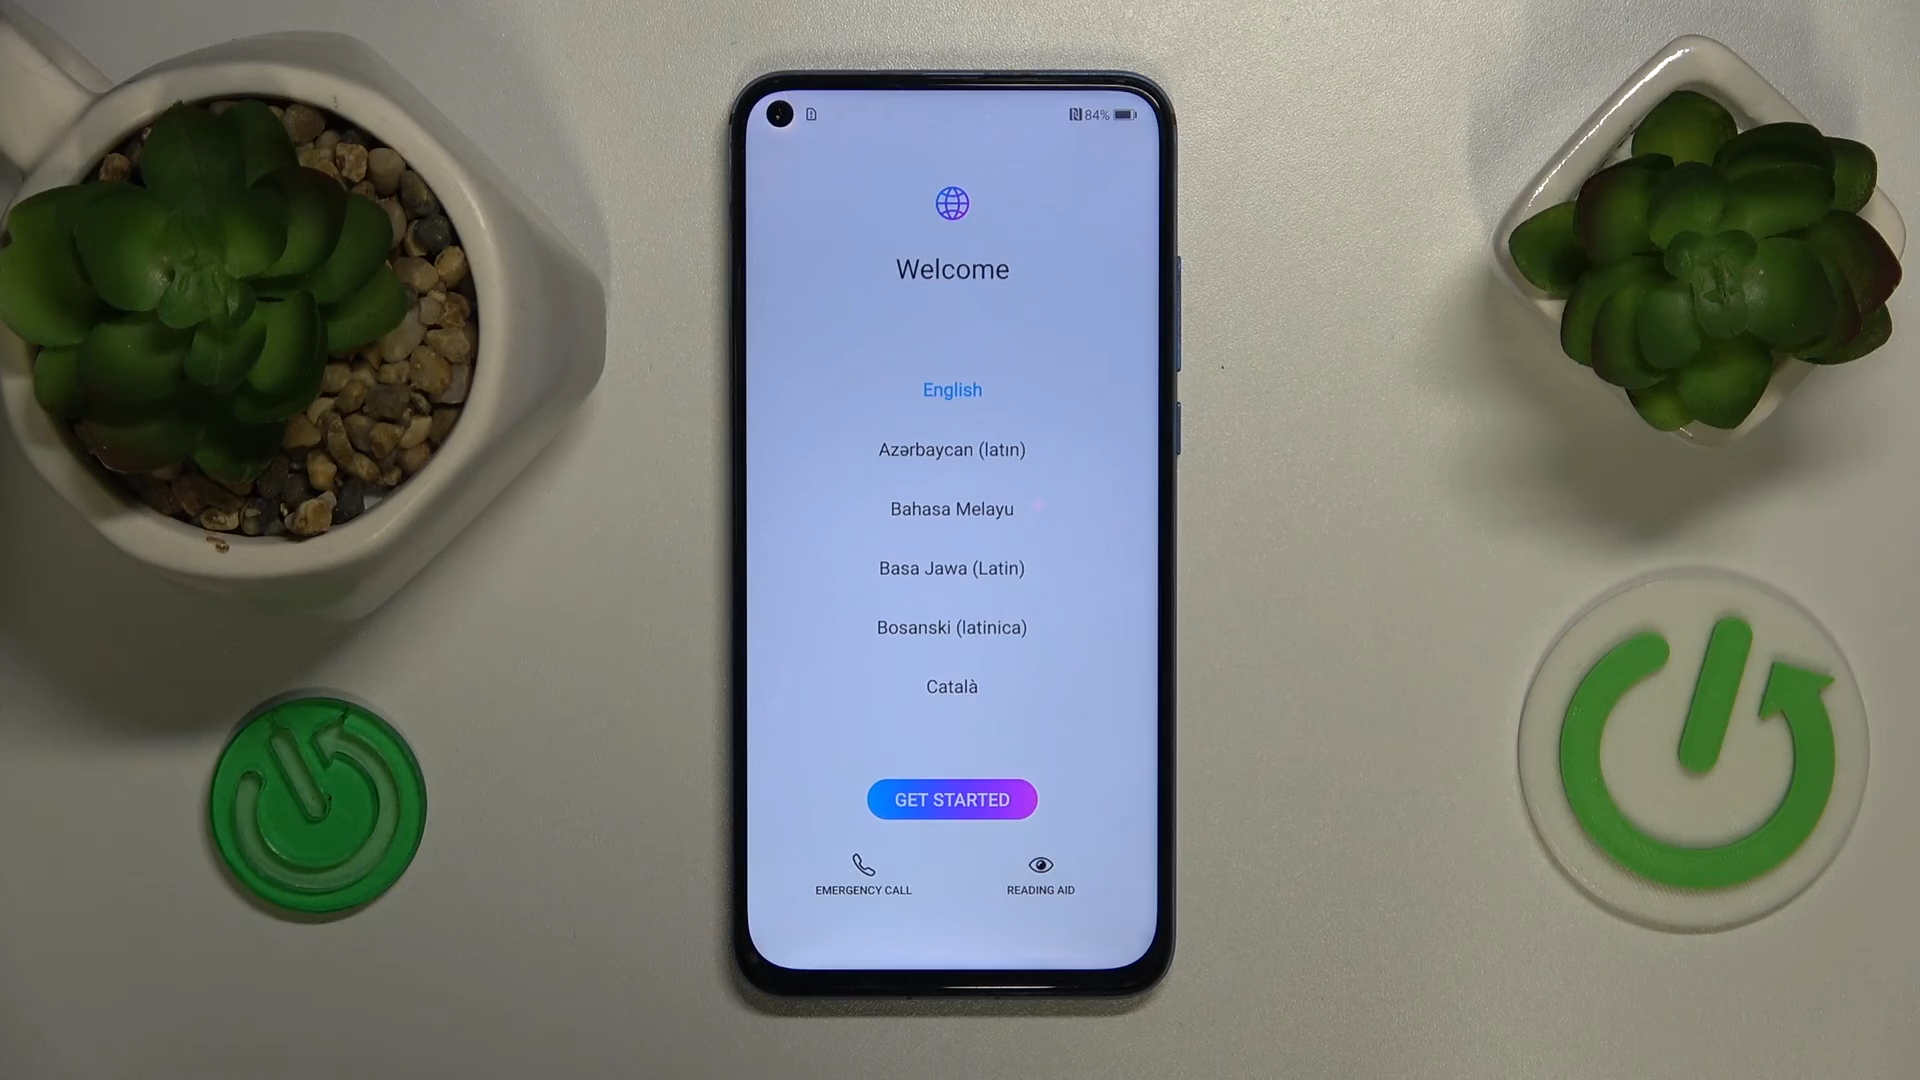 84%
Welcome
English
Azərbaycan (latın)
Bahasa Melayu
Basa Jawa (Latin)
Bosanski (latinica)
Català
GET STARTED
EMERGENCY CALL
READING AID